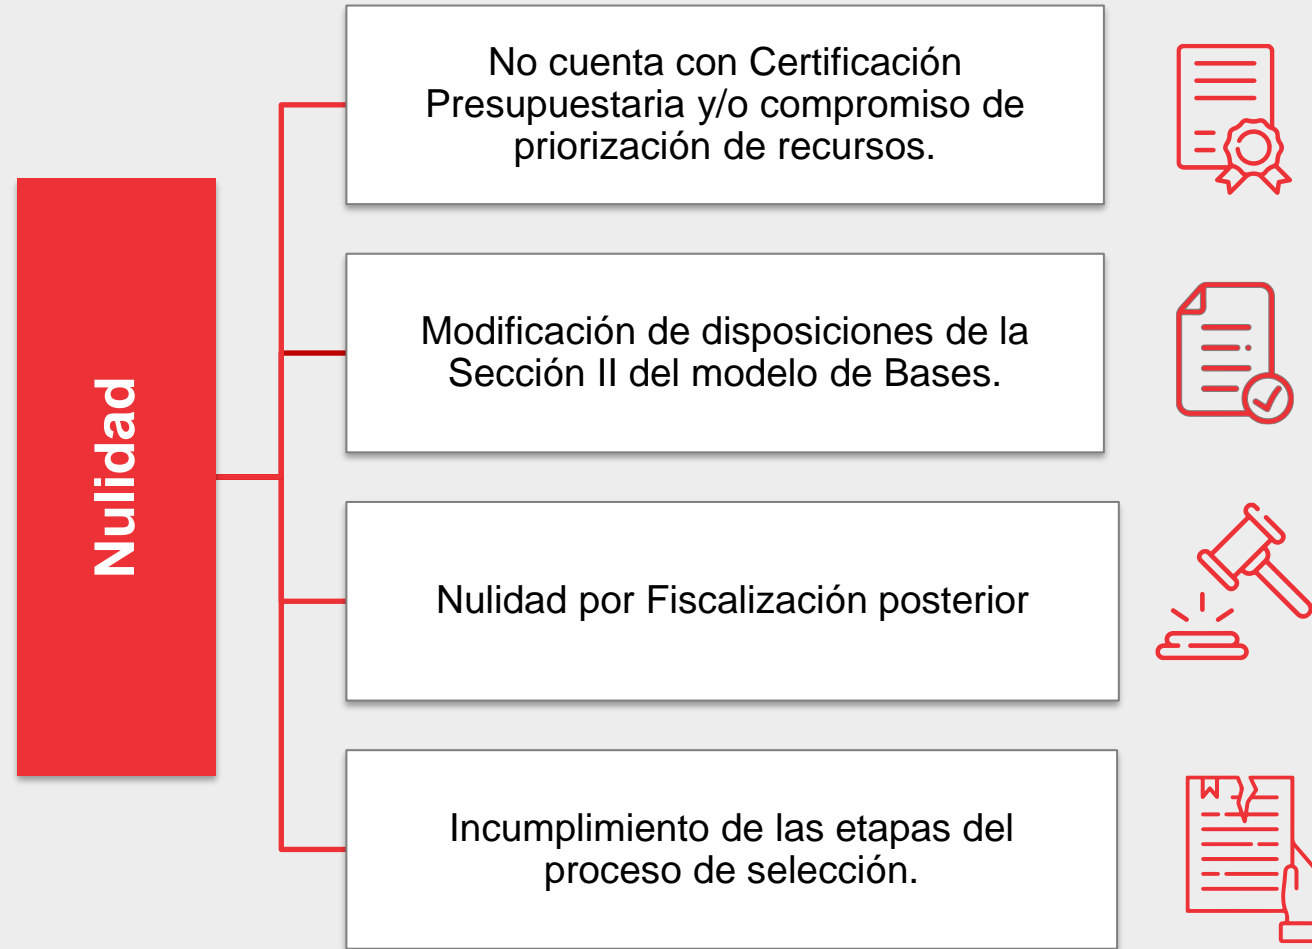 Nulidad
No cuenta con Certificación
Presupuestaria y/o compromiso de
priorización de recursos.
Modificación de disposiciones de la
Sección II del modelo de Bases.
Nulidad por Fiscalización posterior
Incumplimiento de las etapas del
proceso de selección.